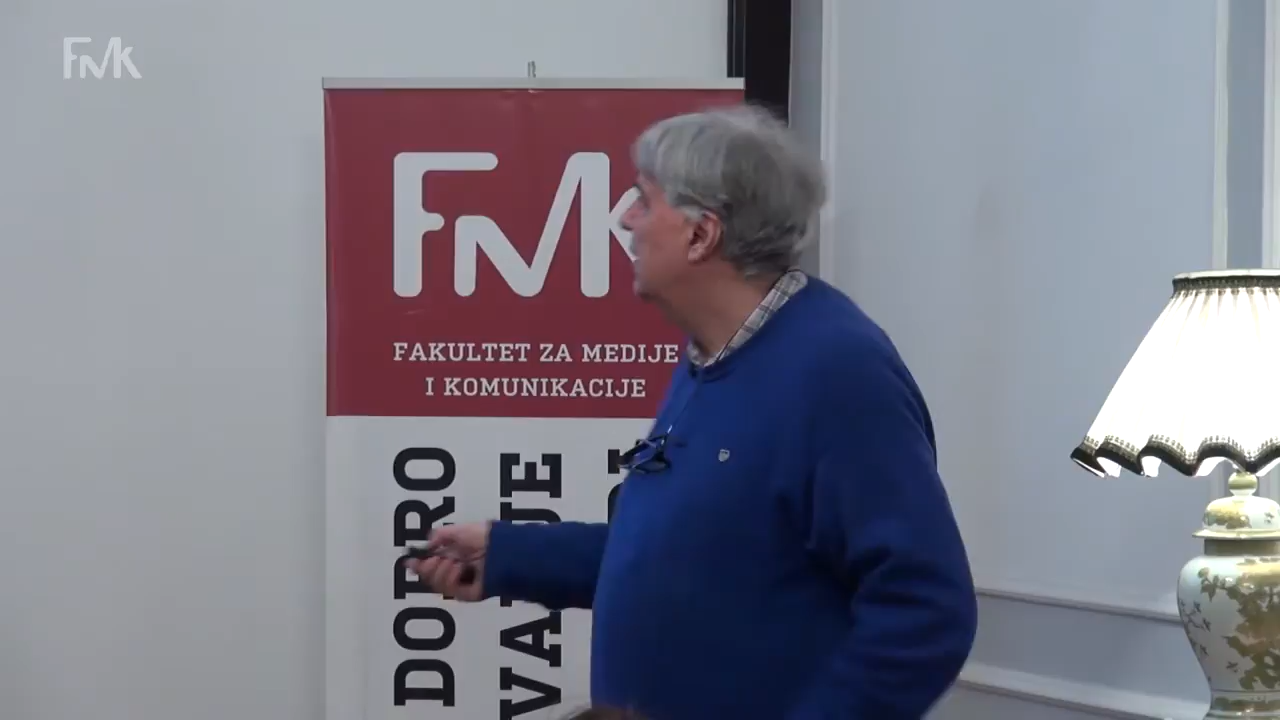 FMK
FMK
FAKULTET ZA MEDIJE
I KOMUNIKACIJE
DOBRO